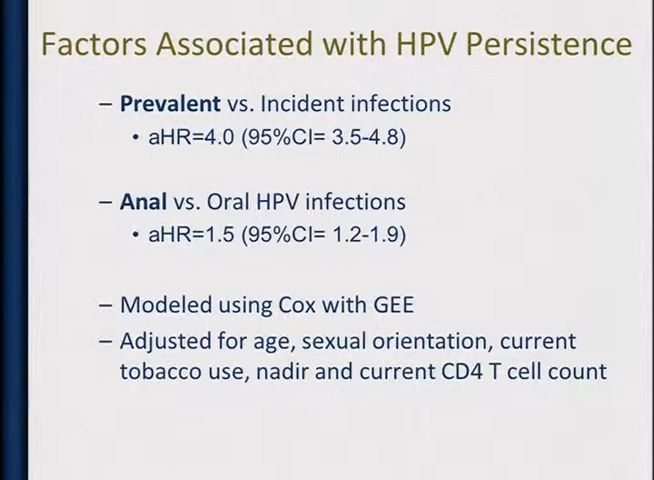 Factors Associated with HPV Persistence
– Prevalent vs. Incident infections
• aHR=4.0 (95%CI= 3.5-4.8)
– Anal vs. Oral HPV infections
• aHR=1.5 (95%CI= 1.2-1.9)
– Modeled using Cox with GEE
– Adjusted for age, sexual orientation, current
tobacco use, nadir and current CD4 T cell count